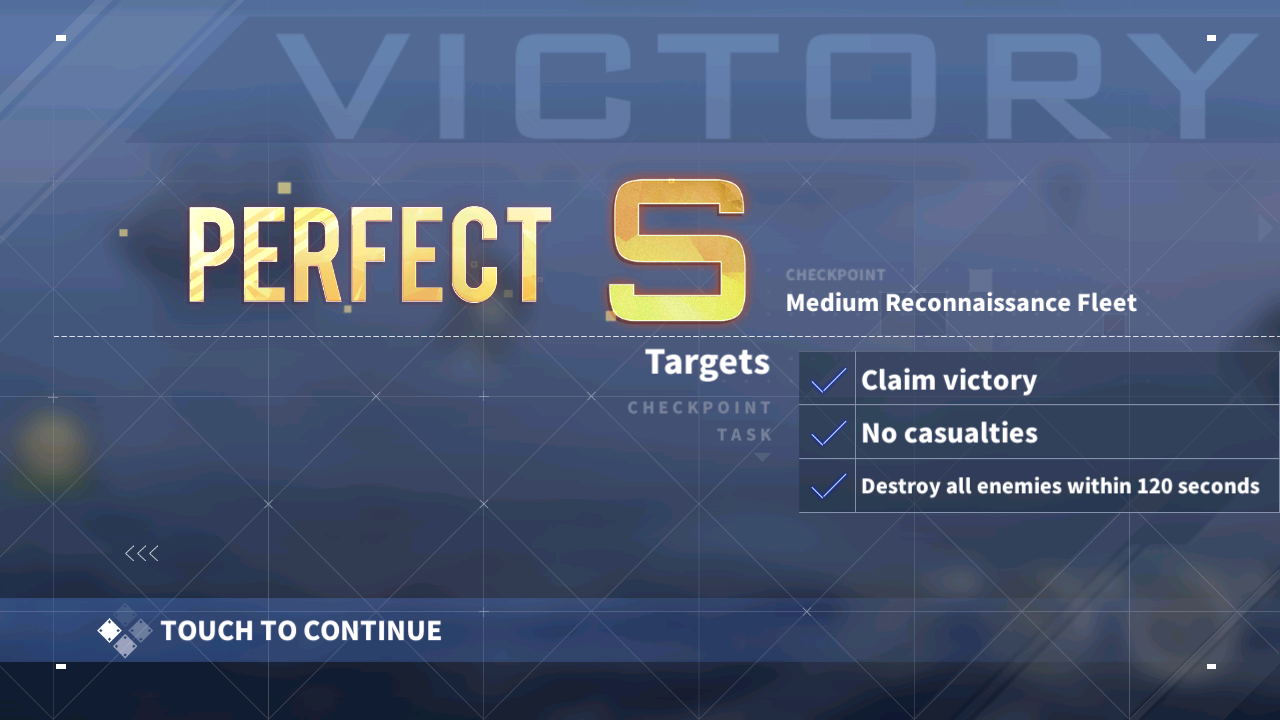 VICTORY
PERFECT S
CHECKPOINT
Medium Reconnaissance Fleet
Targets
CHECKPOINT
TASK
Claim victory
No casualties
Destroy all enemies within 120 seconds
TOUCH TO CONTINUE